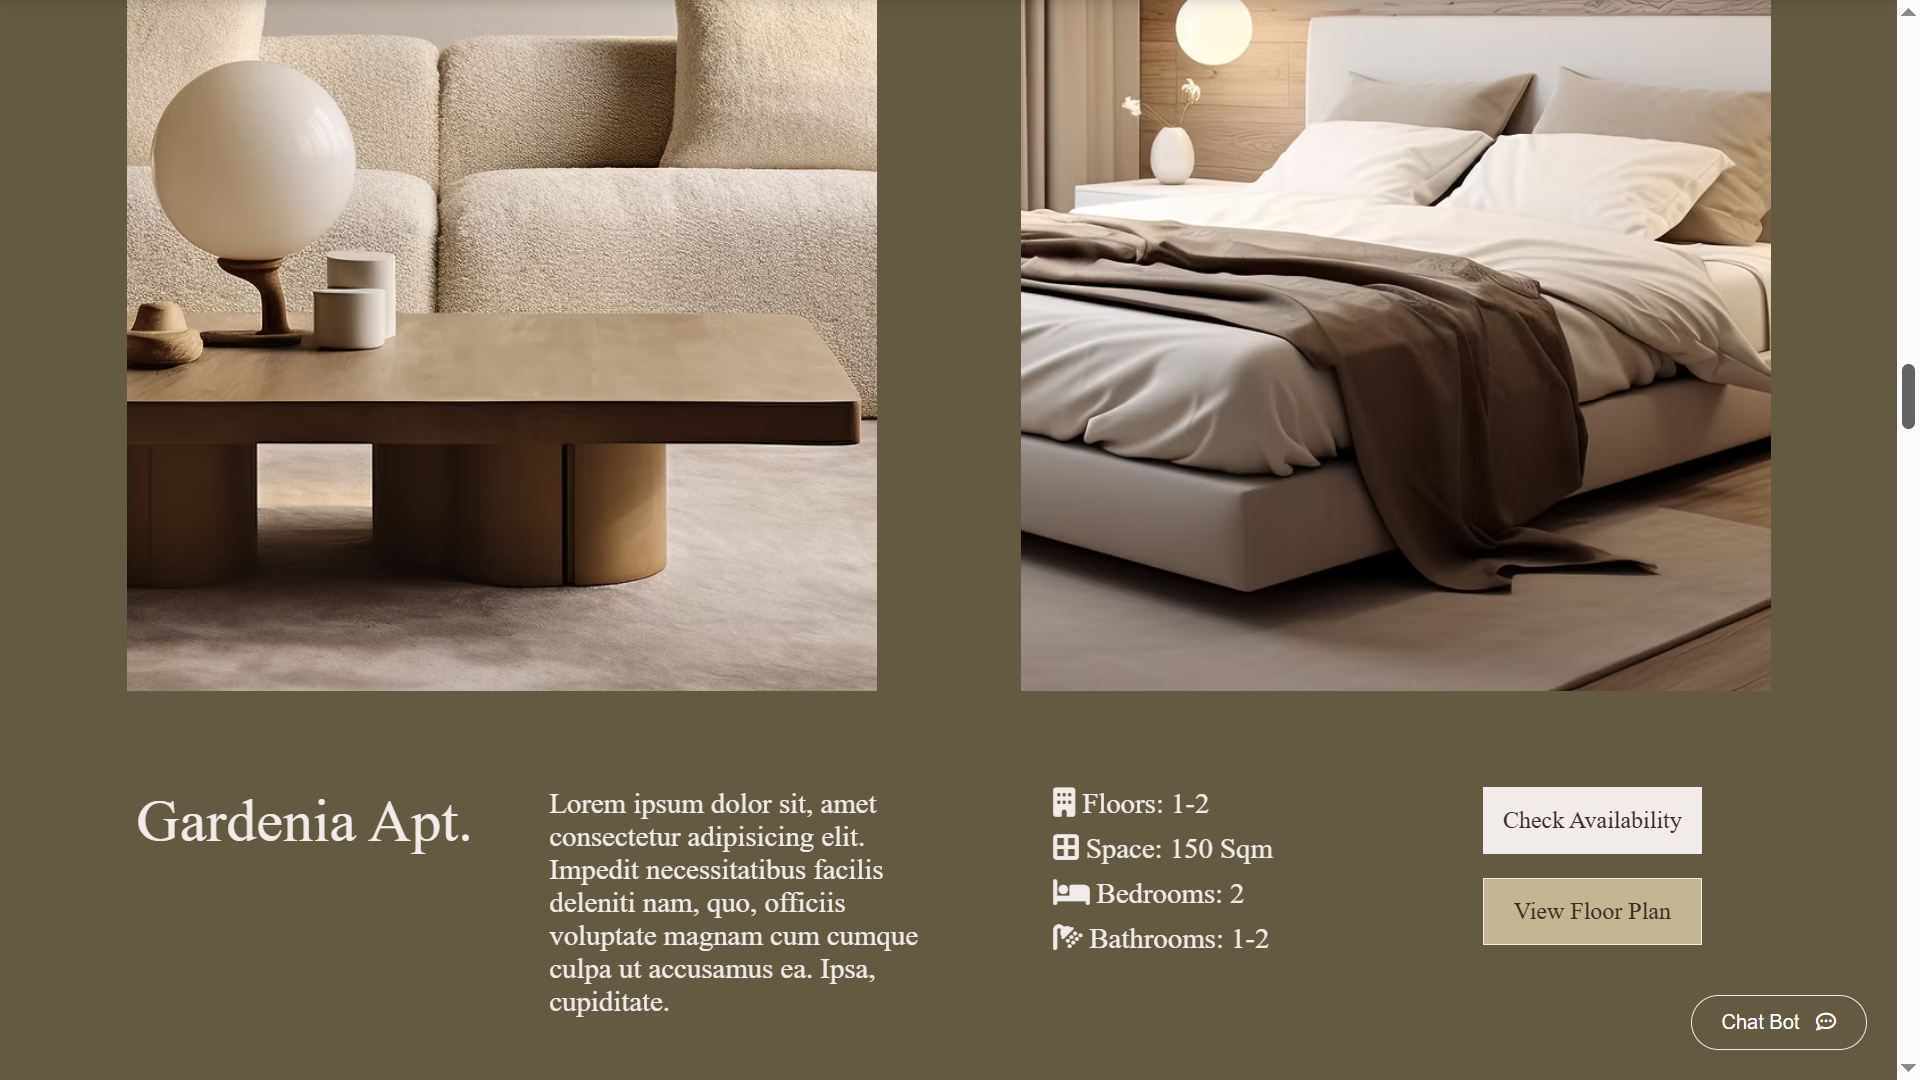 Gardenia Apt.
Lorem ipsum dolor sit, amet
consectetur adipisicing elit.
Impedit necessitatibus facilis
deleniti nam, quo, officiis
voluptate magnam cum cumque
culpa ut accusamus ea. Ipsa,
cupiditate.
Floors: 1-2
Space: 150 Sqm
Bedrooms: 2
Bathrooms: 1-2
Check Availability
View Floor Plan
Chat Bot